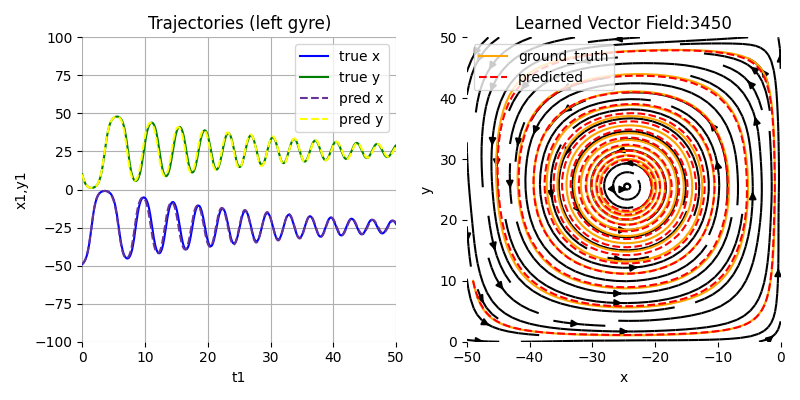 Trajectories (left gyre)
100
75
50
25
0
−25
−50
−75
−100
0
10
20
30
40
50
x1,y1
t1
true x
true y
pred x
pred y
Learned Vector Field:3450
50
40
30
20
10
0
−50
−40
−30
−20
−10
0
y
x
ground_truth
predicted